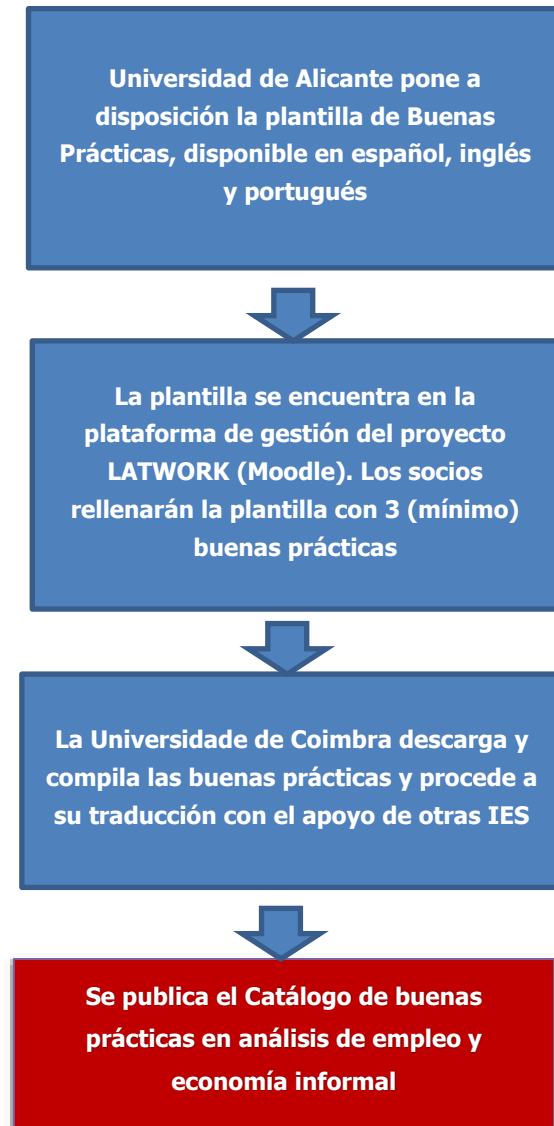 Universidad de Alicante pone a
disposición la plantilla de Buenas
Prácticas, disponible en español, inglés
y portugués
La plantilla se encuentra en la
plataforma de gestión del proyecto
LATWORK (Moodle). Los socios
rellenarán la plantilla con 3 (mínimo)
buenas prácticas
La Universidade de Coimbra descarga y
compila las buenas prácticas y procede a
su traducción con el apoyo de otras IES
Se publica el Catálogo de buenas
prácticas en análisis de empleo y
economía informal